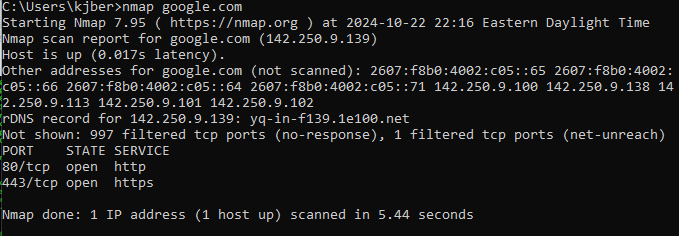 C:\Users\kjber>nmap google.com
Starting Nmap 7.95 ( https://nmap.org ) at 2024-10-22 22:16 Eastern Daylight Time
Nmap scan report for google.com (142.250.9.139)
Host is up (0.017s latency).
Other addresses for google.com (not scanned): 2607:f8b0:4002:c05::65 2607:f8b0:4002:
c05::66 2607:f8b0:4002:c05::64 2607:f8b0:4002:c05::71 142.250.9.100 142.250.9.138 14
2.250.9.113 142.250.9.101 142.250.9.102
rDNS record for 142.250.9.139: yq-in-f139.1e100.net
Not shown: 997 filtered tcp ports (no-response), 1 filtered tcp ports (net-unreach)
PORT    STATE SERVICE
80/tcp  open  http
443/tcp open  https
Nmap done: 1 IP address (1 host up) scanned in 5.44 seconds